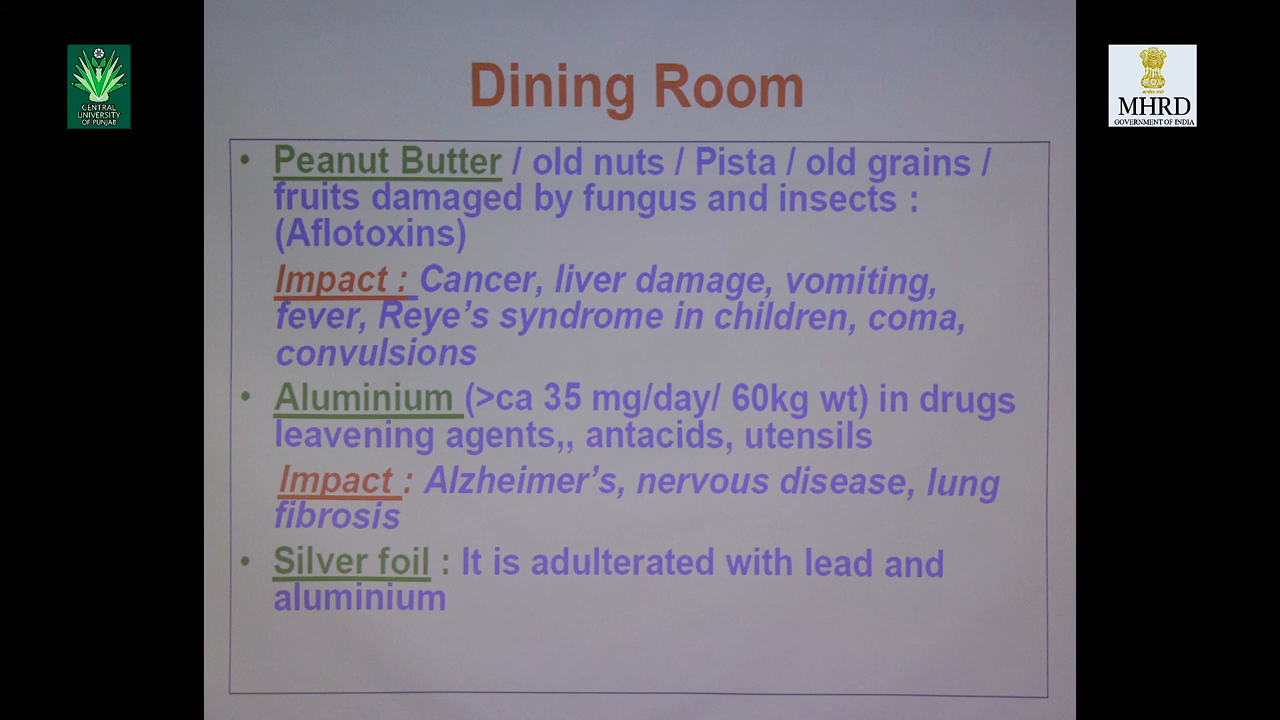 Dining Room
CENTRAL
UNIVERSITY
OF PUNJAB
MHRD
GOVERNMENT OF INDIA
• Peanut Butter / old nuts / Pista / old grains /
fruits damaged by fungus and insects :
(Aflotoxins)
Impact : Cancer, liver damage, vomiting,
fever, Reye's syndrome in children, coma,
convulsions
• Aluminium (>ca 35 mg/day/ 60kg wt) in drugs
leavening agents,, antacids, utensils
Impact : Alzheimer's, nervous disease, lung
fibrosis
• Silver foil : It is adulterated with lead and
aluminium